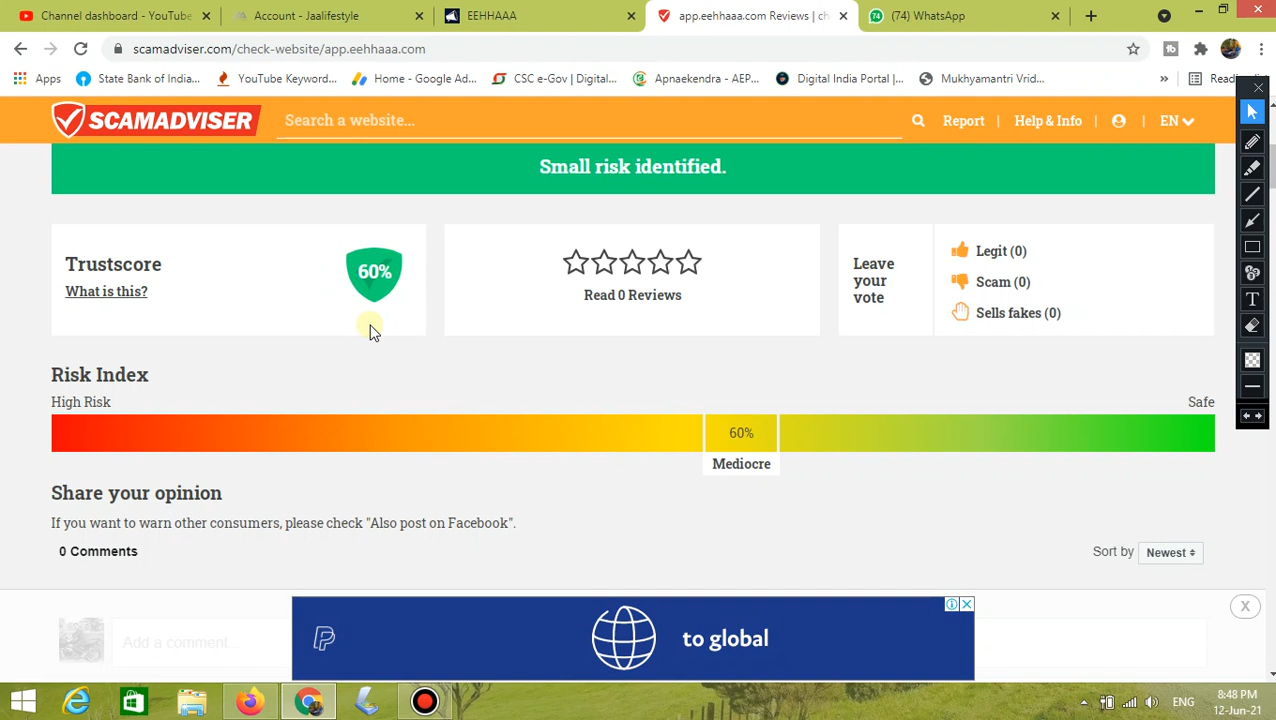 Channel dashboard - YouTube
Account - Jaalifestyle
EEHHAAA
app.eehhaaa.com Reviews | ch
(74) WhatsApp
scamadviser.com/check-website/app.eehhaaa.com
Apps
State Bank of India...
YouTube Keyword...
Home - Google Ad...
CSC e-Gov | Digital...
Apnaekendra - AEP...
Digital India Portal |...
Mukhyamantri Vrid...
»
SCAMADVISER
Search a website...
Report | Help & Info | | EN
Small risk identified.
Trustscore
What is this?
60%
Read 0 Reviews
Leave
your
vote
Legit (0)
Scam (0)
Sells fakes (0)
Risk Index
High Risk
Safe
60%
Mediocre
Share your opinion
If you want to warn other consumers, please check "Also post on Facebook".
0 Comments
Sort by Newest
Add a comment...
to global
X
T
ENG
8:48 PM
12-Jun-21